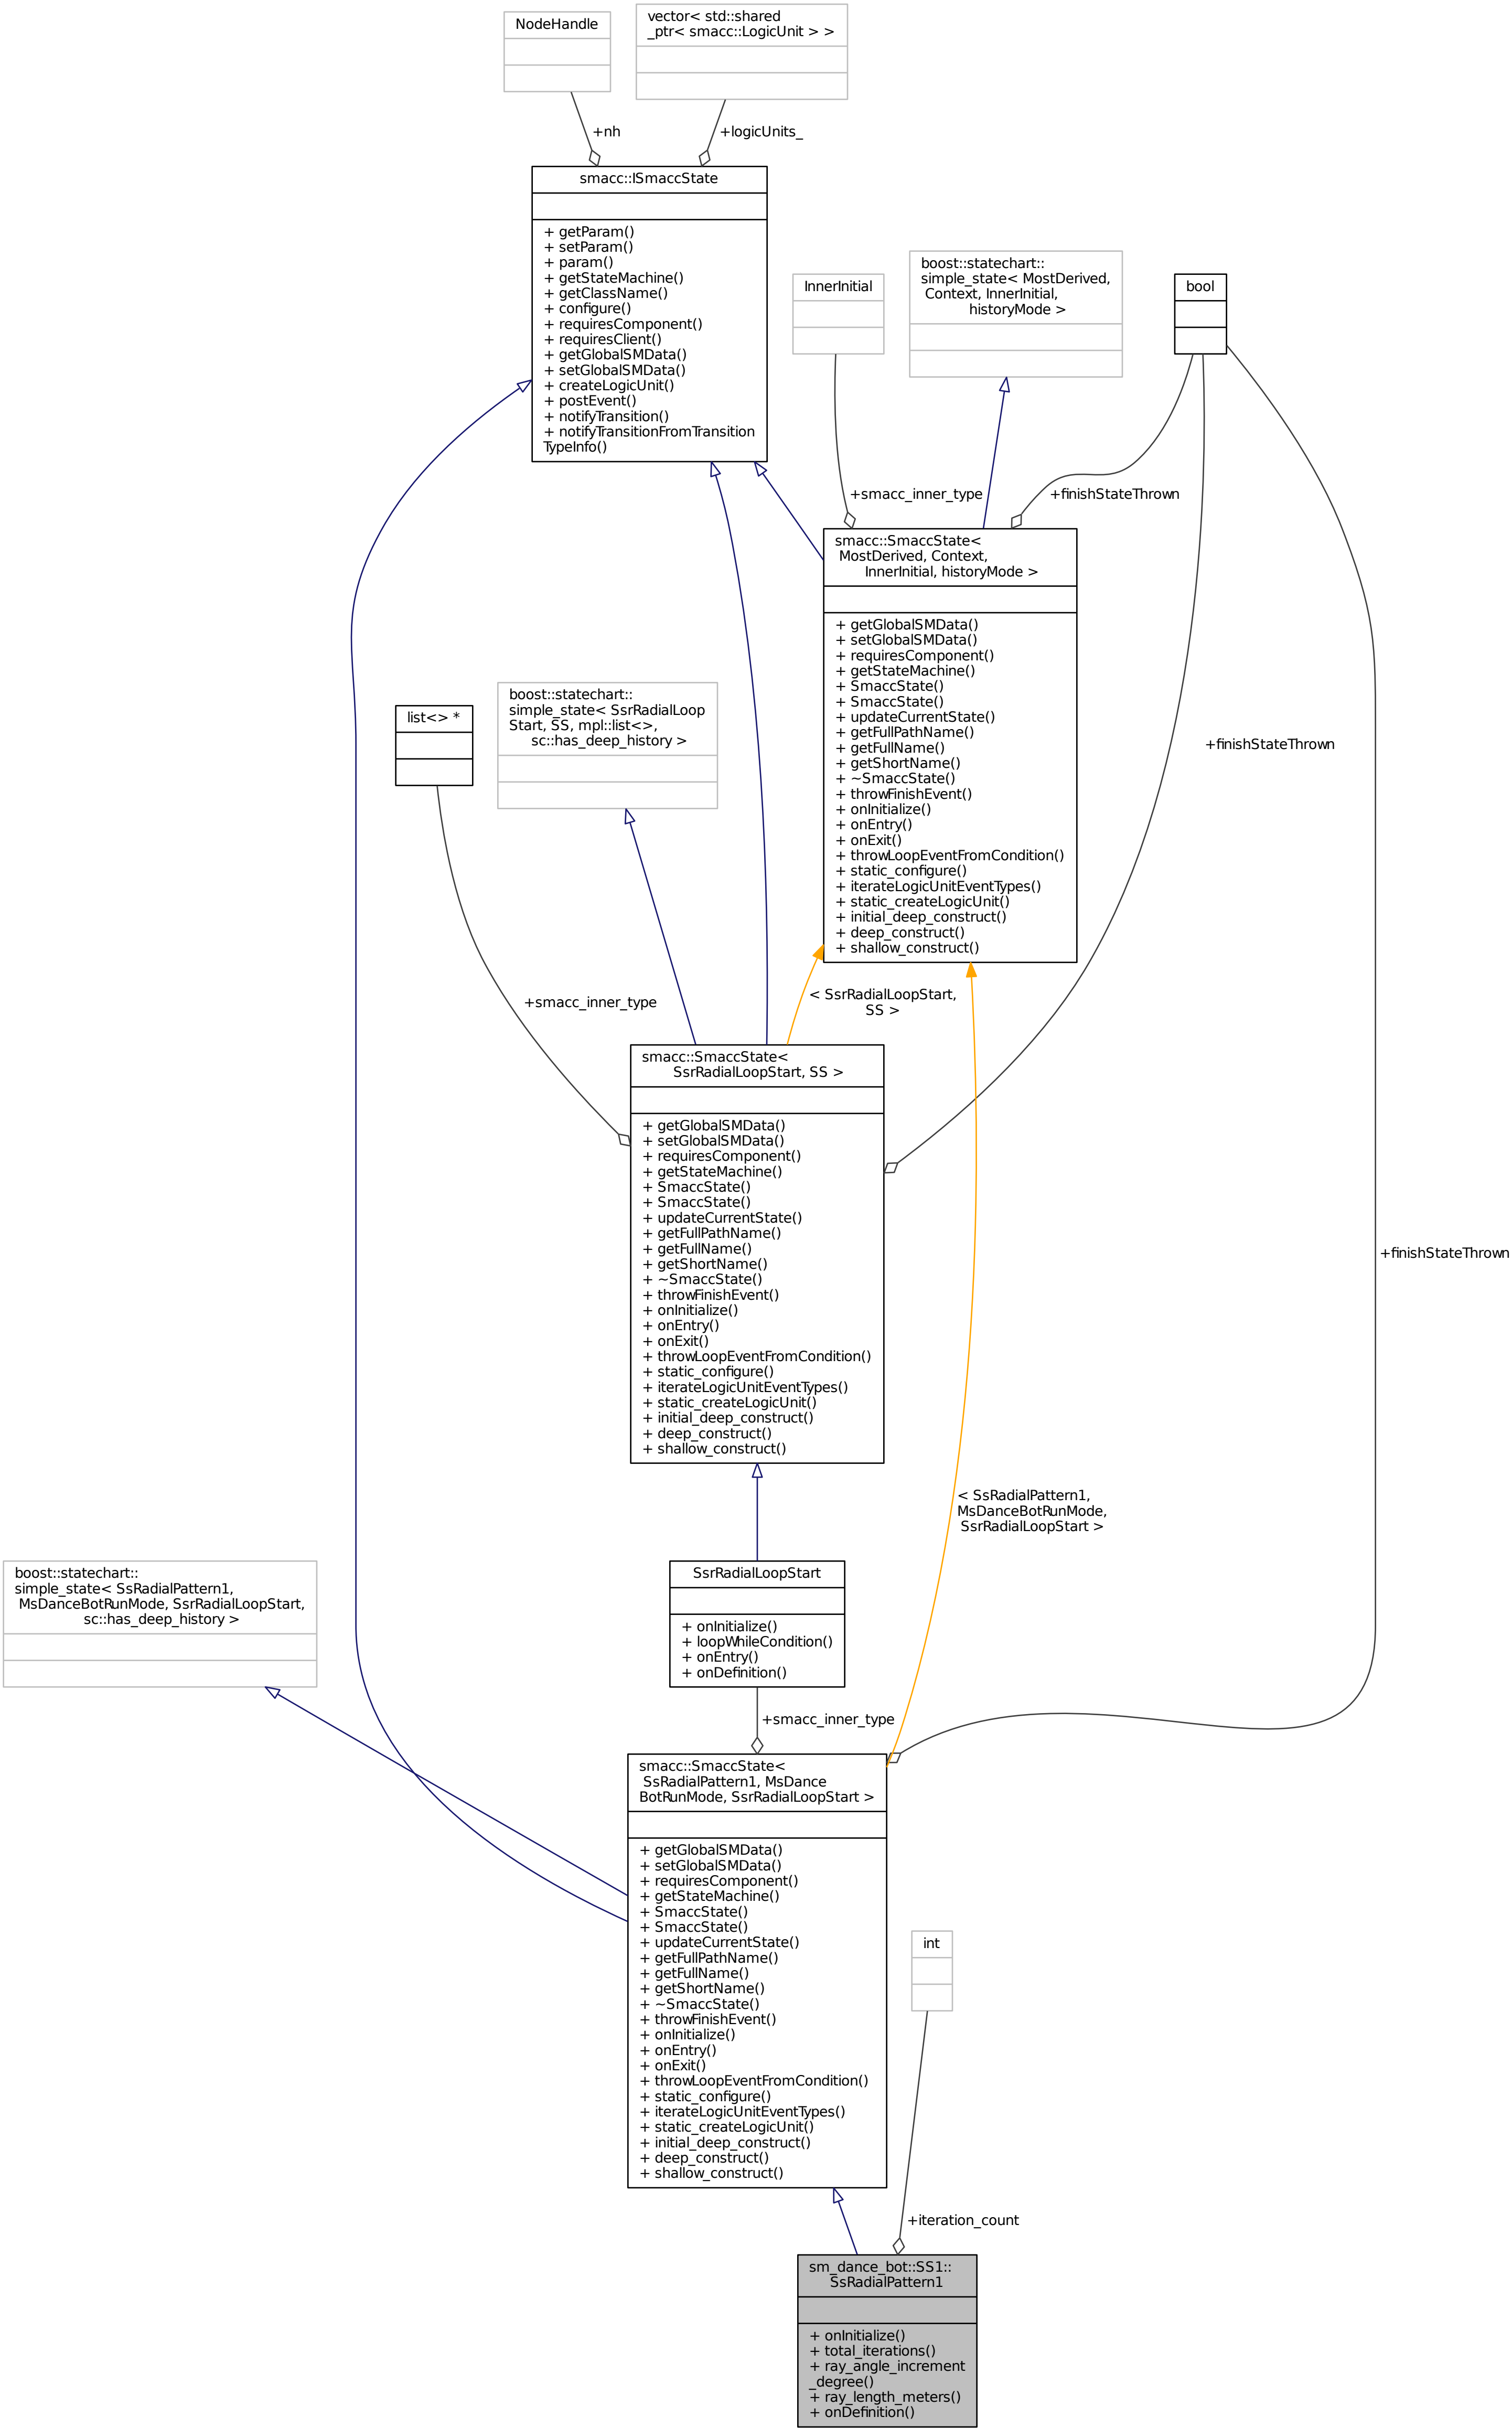 NodeHandle
vector< std::shared
_ptr< smacc::LogicUnit > >
+nh
+logicUnits_
smacc::ISmaccState
+ getParam()
+ setParam()
+ param()
+ getStateMachine()
+ getClassName()
+ configure()
+ requiresComponent()
+ requiresClient()
+ getGlobalSMData()
+ setGlobalSMData()
+ createLogicUnit()
+ postEvent()
+ notifyTransition()
+ notifyTransitionFromTransition
TypeInfo()
InnerInitial
boost::statechart::
simple_state< MostDerived,
Context, InnerInitial,
historyMode >
bool
+smacc_inner_type
+finishStateThrown
smacc::SmaccState<
MostDerived, Context,
InnerInitial, historyMode >
+ getGlobalSMData()
+ setGlobalSMData()
+ requiresComponent()
+ getStateMachine()
+ SmaccState()
+ SmaccState()
+ updateCurrentState()
+ getFullPathName()
+ getFullName()
+ getShortName()
+ ~SmaccState()
+ throwFinishEvent()
+ onInitialize()
+ onEntry()
+ onExit()
+ throwLoopEventFromCondition()
+ static_configure()
+ iterateLogicUnitEventTypes()
+ static_createLogicUnit()
+ initial_deep_construct()
+ deep_construct()
+ shallow_construct()
list<> *
boost::statechart::
simple_state< SsrRadialLoop
Start, SS, mpl::list<>,
sc::has_deep_history >
+finishStateThrown
+smacc_inner_type
< SsrRadialLoopStart,
SS >
smacc::SmaccState<
SsrRadialLoopStart, SS >
+ getGlobalSMData()
+ setGlobalSMData()
+ requiresComponent()
+ getStateMachine()
+ SmaccState()
+ SmaccState()
+ updateCurrentState()
+ getFullPathName()
+ getFullName()
+ getShortName()
+ ~SmaccState()
+ throwFinishEvent()
+ onInitialize()
+ onEntry()
+ onExit()
+ throwLoopEventFromCondition()
+ static_configure()
+ iterateLogicUnitEventTypes()
+ static_createLogicUnit()
+ initial_deep_construct()
+ deep_construct()
+ shallow_construct()
+finishStateThrown
< SsRadialPattern1,
MsDanceBotRunMode,
SsrRadialLoopStart >
boost::statechart::
simple_state< SsRadialPattern1,
MsDanceBotRunMode, SsrRadialLoopStart,
sc::has_deep_history >
SsrRadialLoopStart
+ onInitialize()
+ loopWhileCondition()
+ onEntry()
+ onDefinition()
+smacc_inner_type
smacc::SmaccState<
SsRadialPattern1, MsDance
BotRunMode, SsrRadialLoopStart >
+ getGlobalSMData()
+ setGlobalSMData()
+ requiresComponent()
+ getStateMachine()
+ SmaccState()
+ SmaccState()
+ updateCurrentState()
+ getFullPathName()
+ getFullName()
+ getShortName()
+ ~SmaccState()
+ throwFinishEvent()
+ onInitialize()
+ onEntry()
+ onExit()
+ throwLoopEventFromCondition()
+ static_configure()
+ iterateLogicUnitEventTypes()
+ static_createLogicUnit()
+ initial_deep_construct()
+ deep_construct()
+ shallow_construct()
int
+iteration_count
sm_dance_bot::SS1::
SsRadialPattern1
+ onInitialize()
+ total_iterations()
+ ray_angle_increment
_degree()
+ ray_length_meters()
+ onDefinition()